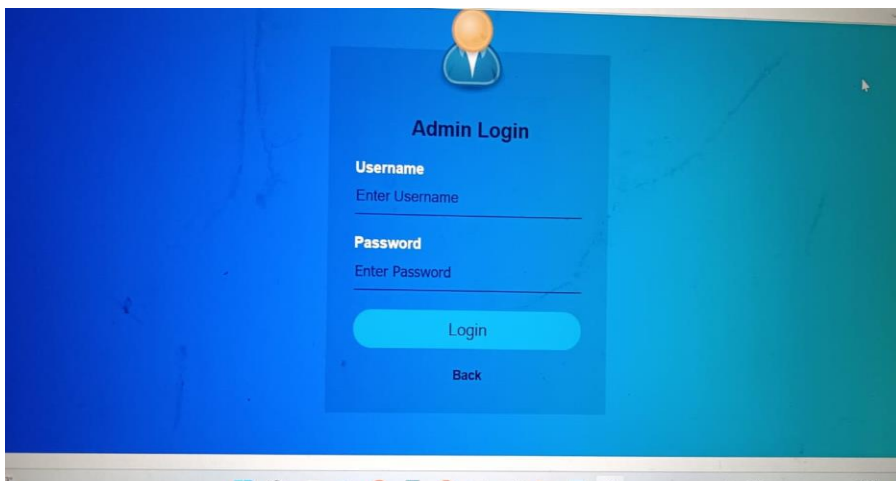 Admin Login
Username
Enter Username
Password
Enter Password
Login
Back